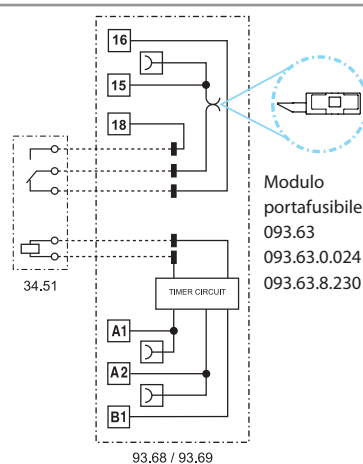 16
15
18
Modulo
portafusibile
093.63
093.63.0.024
093.63.8.230
34.51
TIMER CIRCUIT
A1
A2
B1
93.68 / 93.69